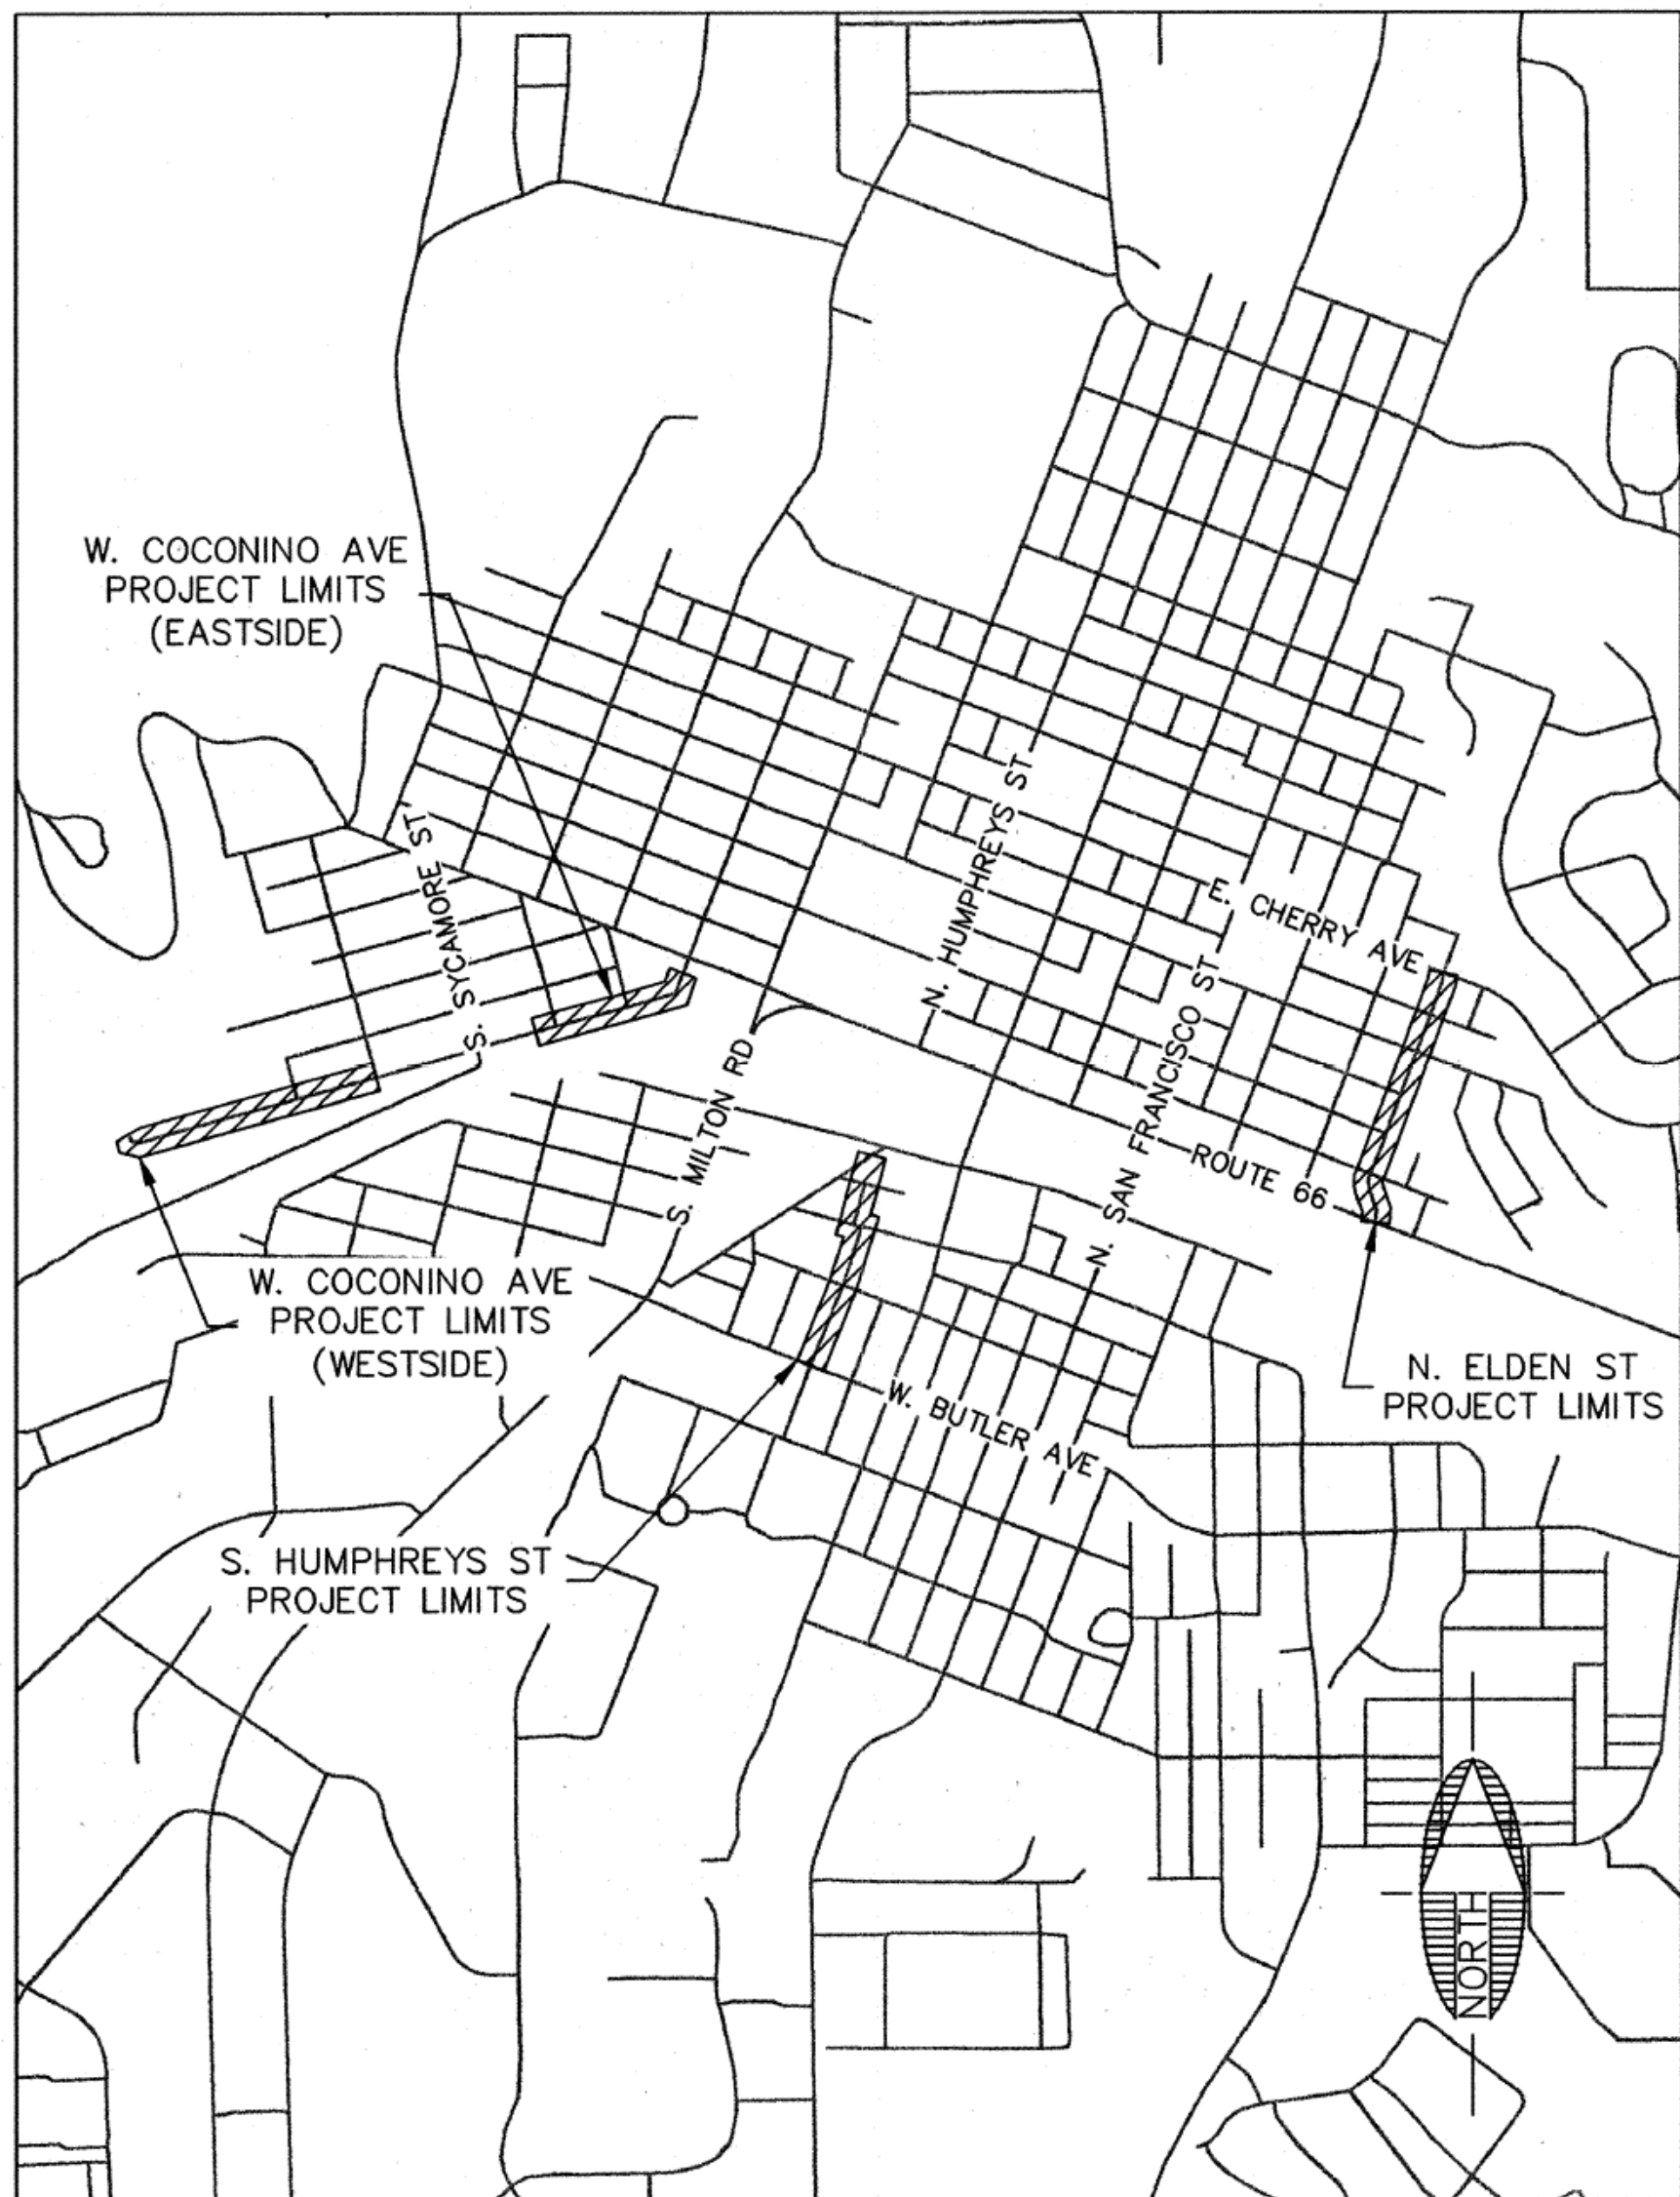 W. COCONINO AVE
PROJECT LIMITS
(EASTSIDE)
S. SYCAMORE ST
N. HUMPHREYS ST
E. CHERRY AVE
S. MILTON RD
N. SAN FRANCISCO ST
ROUTE 66
W. COCONINO AVE
PROJECT LIMITS
(WESTSIDE)
N. ELDEN ST
PROJECT LIMITS
W. BUTLER AVE
S. HUMPHREYS ST
PROJECT LIMITS
NORTH